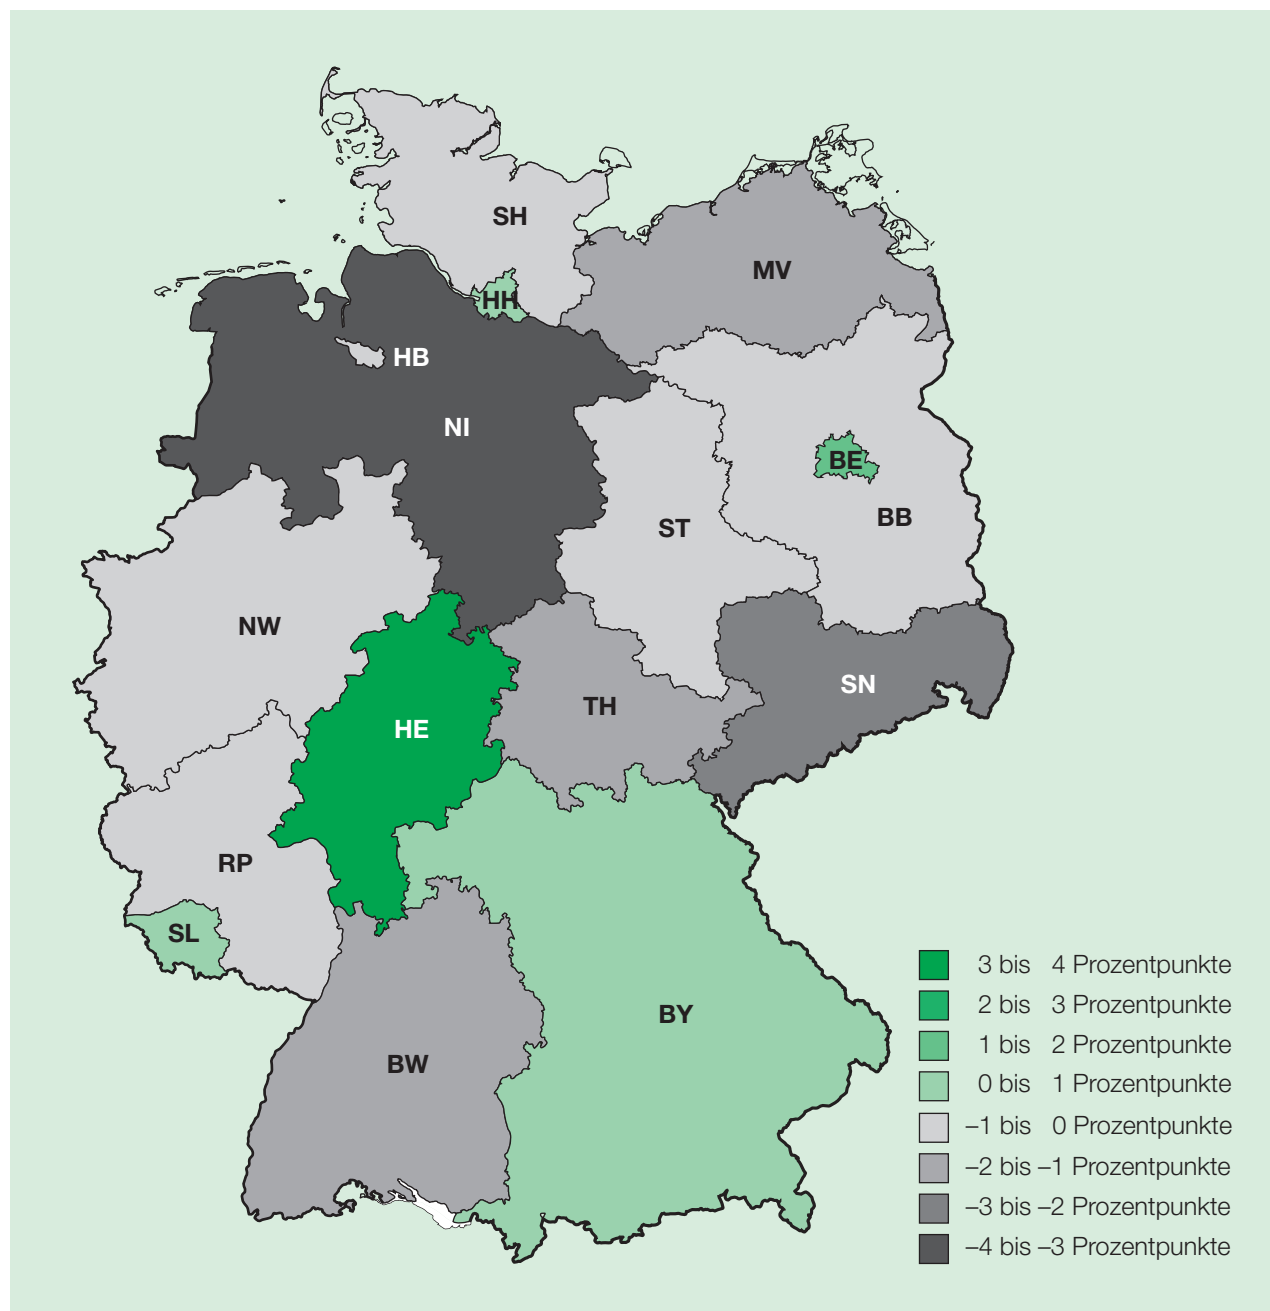 SH
MV
HH
HB
NI
BE
BB
ST
NW
SN
TH
HE
RP
SL
BY
BW
3 bis 4 Prozentpunkte
2 bis 3 Prozentpunkte
1 bis 2 Prozentpunkte
0 bis 1 Prozentpunkte
–1 bis 0 Prozentpunkte
–2 bis –1 Prozentpunkte
–3 bis –2 Prozentpunkte
–4 bis –3 Prozentpunkte